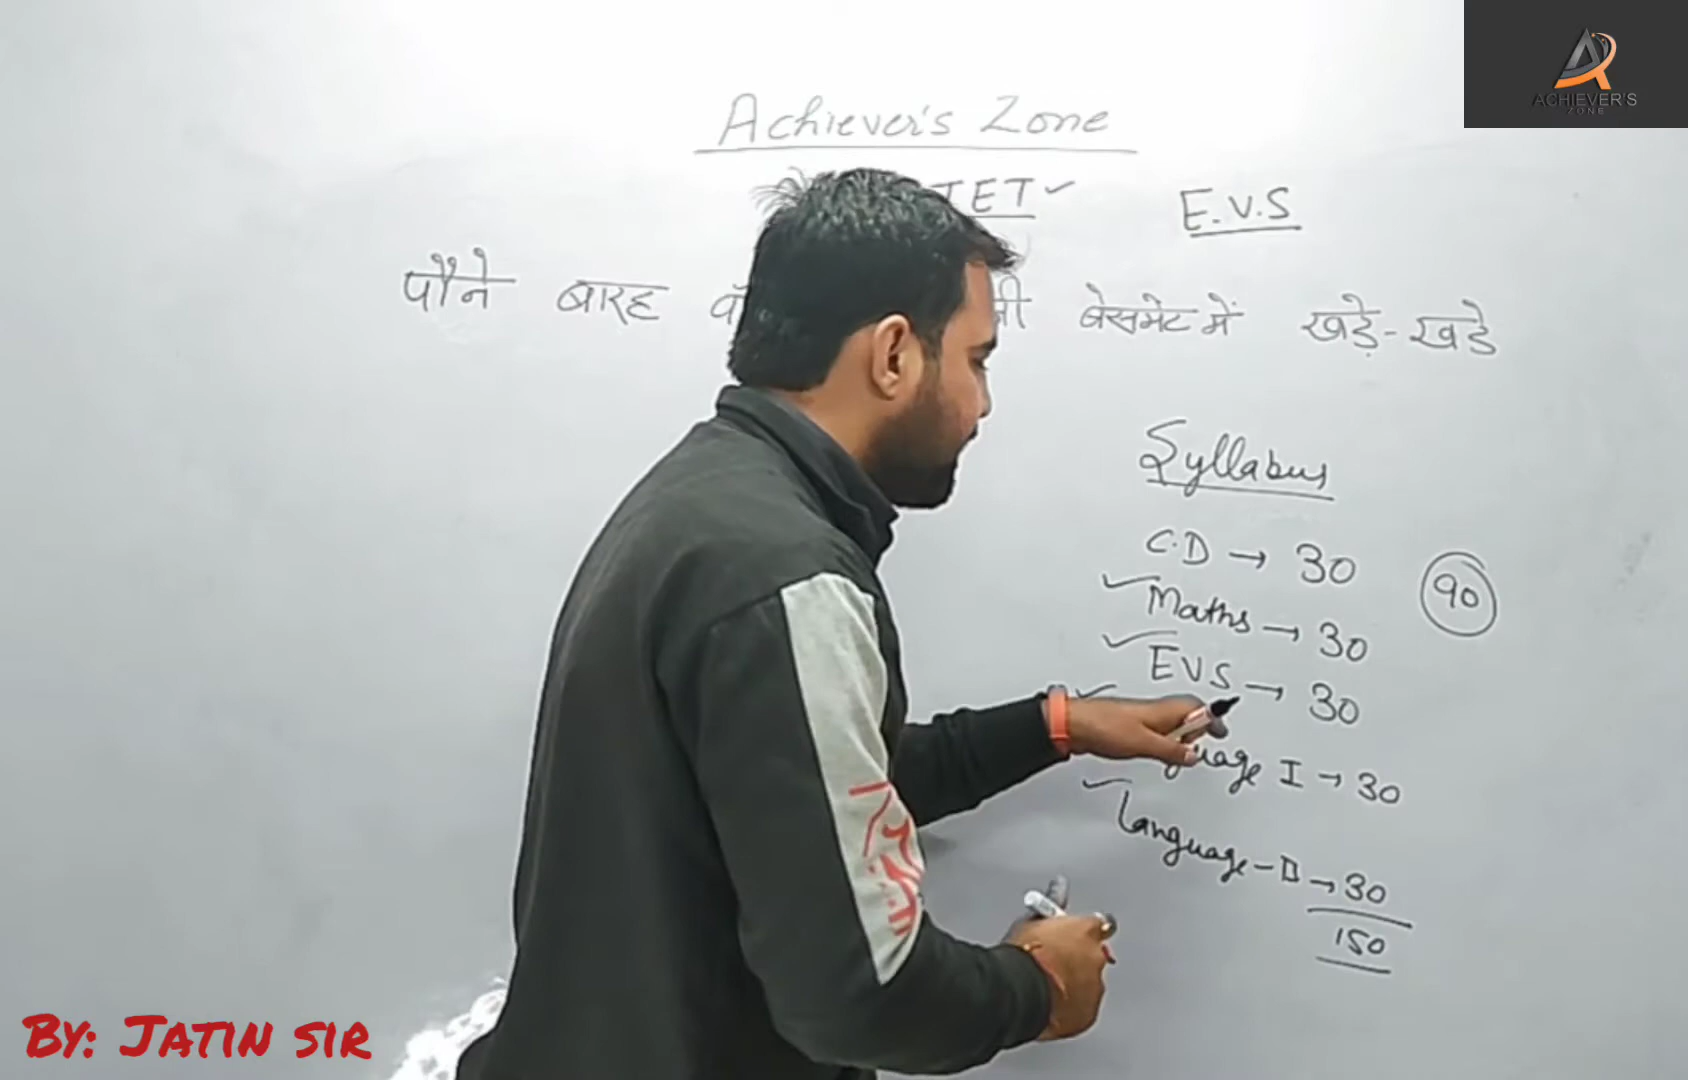 ACHIEVER'S
ZONE
Achiever's Zone
TET E.V.S
पौने बारह बेसमेंट में खड़े-खडे
Syllabus
C.D → 30
90
Maths → 30
EVS → 30
I → 30
Language-II → 30
150
By: Jatin sir